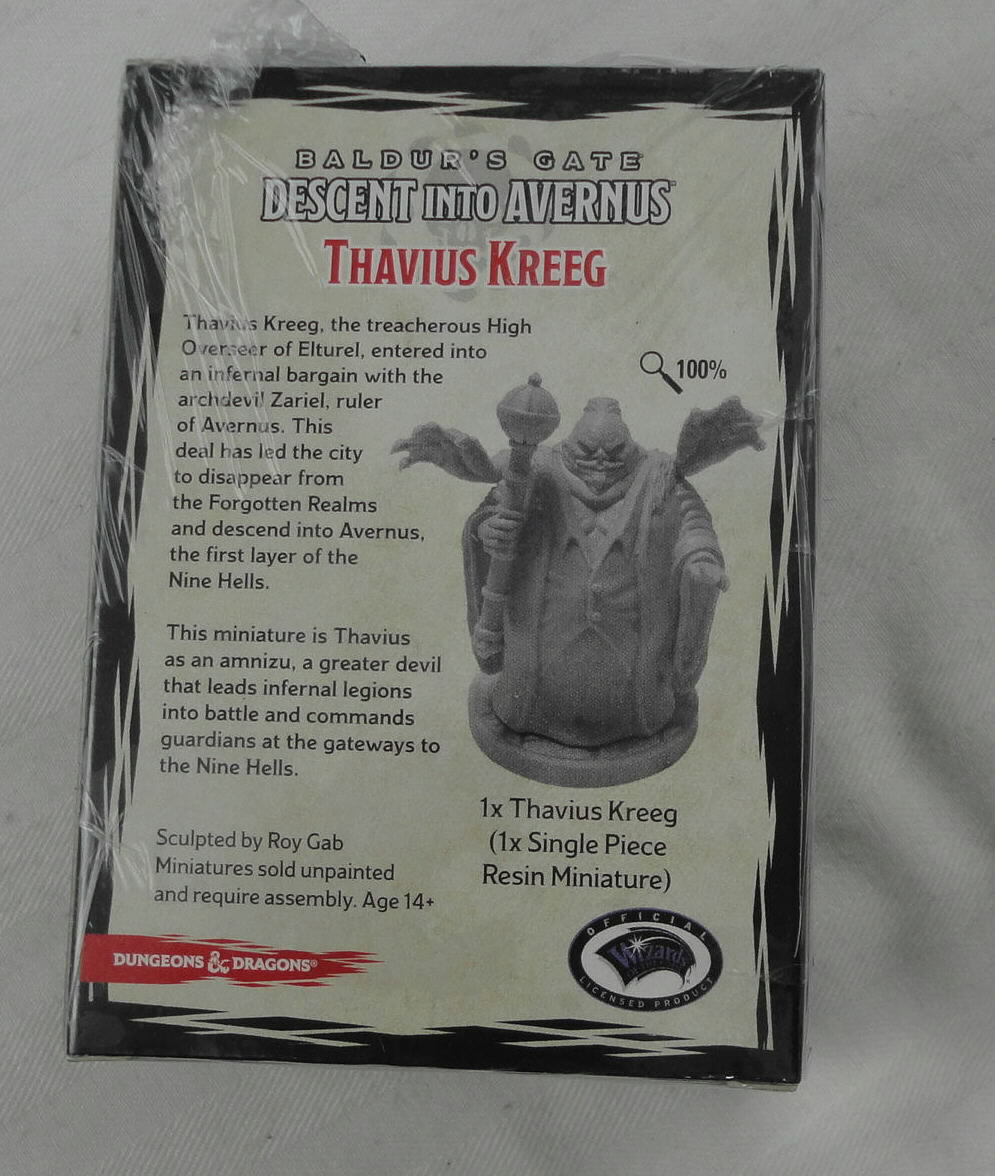 BALDUR'S GATE
DESCENT INTO AVERNUS™
THAVIUS KREEG
Thavius Kreeg, the treacherous High
Overseer of Elturel, entered into
an infernal bargain with the
archdevil Zariel, ruler
of Avernus. This
deal has led the city
to disappear from
the Forgotten Realms
and descend into Avernus,
the first layer of the
Nine Hells.
100%
This miniature is Thavius
as an amnizu, a greater devil
that leads infernal legions
into battle and commands
guardians at the gateways to
the Nine Hells.
1x Thavius Kreeg
(1x Single Piece
Resin Miniature)
Sculpted by Roy Gab
Miniatures sold unpainted
and require assembly. Age 14+
DUNGEONS & DRAGONS®
OFFICIAL
Wizards
LICENSED PRODUCT